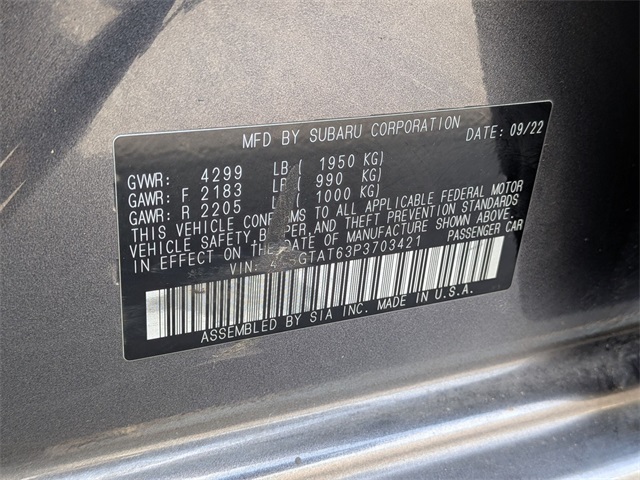 MFD BY SUBARU CORPORATION DATE: 09/22
GVWR: 4299 LB ( 1950 KG)
GAWR: F 2183 LB ( 990 KG)
GAWR: R 2205 LB ( 1000 KG)
THIS VEHICLE CONFORMS TO ALL APPLICABLE FEDERAL MOTOR
VEHICLE SAFETY, BUMPER, AND THEFT PREVENTION STANDARDS
IN EFFECT ON THE DATE OF MANUFACTURE SHOWN ABOVE.
VIN: PASSENGER CAR
ASSEMBLED BY SIA INC. MADE IN U.S.A.